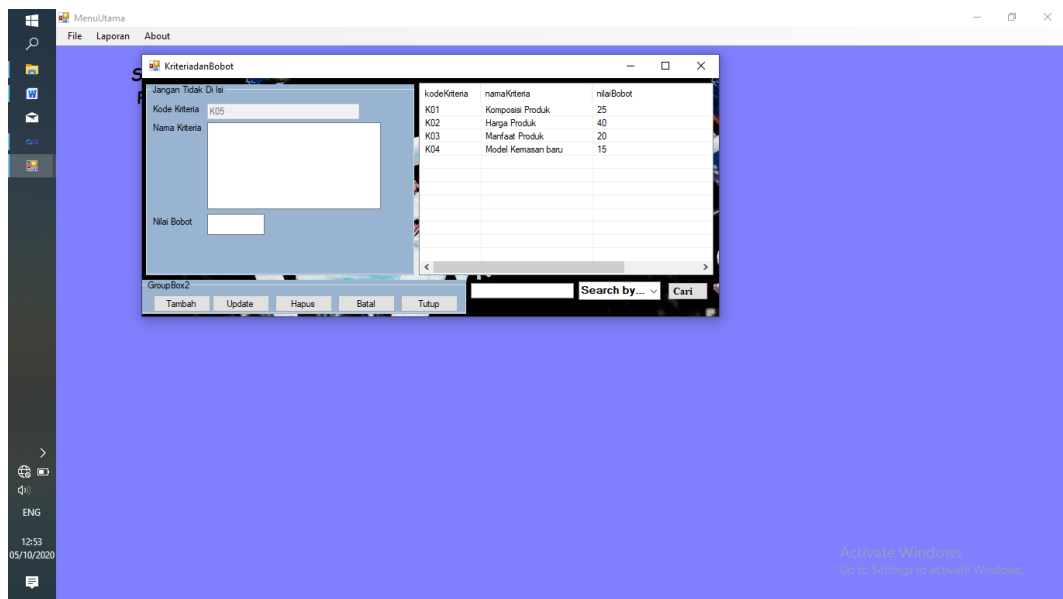 MenuUtama
File Laporan About
KriteriadanBobot
Jangan Tidak Di Isi
Kode Kriteria K05
Nama Kriteria
Nilai Bobot
kodeKriteria namaKriteria nilaiBobot
K01 Komposisi Produk 25
K02 Harga Produk 40
K03 Manfaat Produk 20
K04 Model Kemasan baru 15
GroupBox2
Tambah Update Hapus Batal Tutup
Search by... Cari
ENG
12:53
05/10/2020
Activate Windows
Go to Settings to activate Windows.